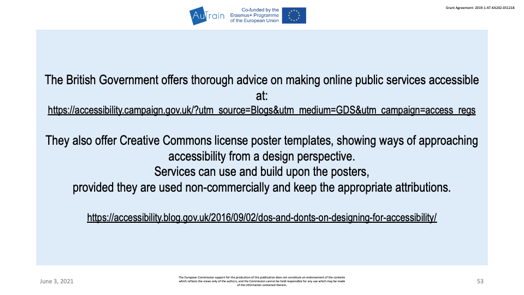 AuTrain
Co-funded by the
Erasmus+ Programme
of the European Union
Grant Agreement: 2019-1-AT-KA202-051218
The British Government offers thorough advice on making online public services accessible
at:
https://accessibility.campaign.gov.uk/?utm_source=Blogs&utm_medium=GDS&utm_campaign=access_regs
They also offer Creative Commons license poster templates, showing ways of approaching
accessibility from a design perspective.
Services can use and build upon the posters,
provided they are used non-commercially and keep the appropriate attributions.
https://accessibility.blog.gov.uk/2016/09/02/dos-and-donts-on-designing-for-accessibility/
June 3, 2021
The European Commission support for the production of this publication does not constitute an endorsement of the contents
which reflects the views only of the authors, and the Commission cannot be held responsible for any use which may be made
of the information contained therein.
53